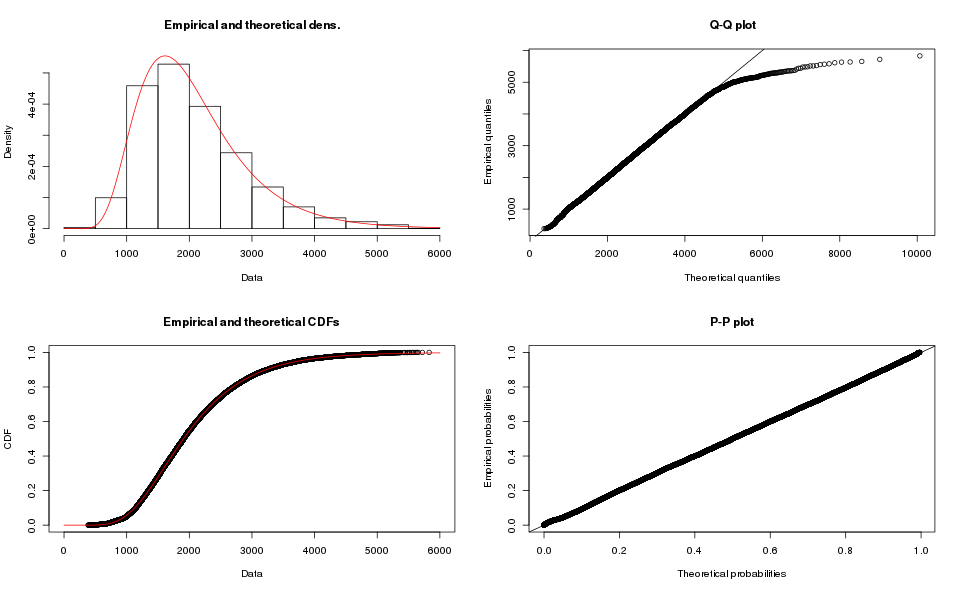 Empirical and theoretical dens.
Density
0e+00
2e-04
4e-04
0
1000
2000
3000
4000
5000
6000
Data
Q-Q plot
Empirical quantiles
1000
3000
5000
0
2000
4000
6000
8000
10000
Theoretical quantiles
Empirical and theoretical CDFs
CDF
0.0
0.2
0.4
0.6
0.8
1.0
0
1000
2000
3000
4000
5000
6000
Data
P-P plot
Empirical probabilities
0.0
0.2
0.4
0.6
0.8
1.0
0.0
0.2
0.4
0.6
0.8
1.0
Theoretical probabilities